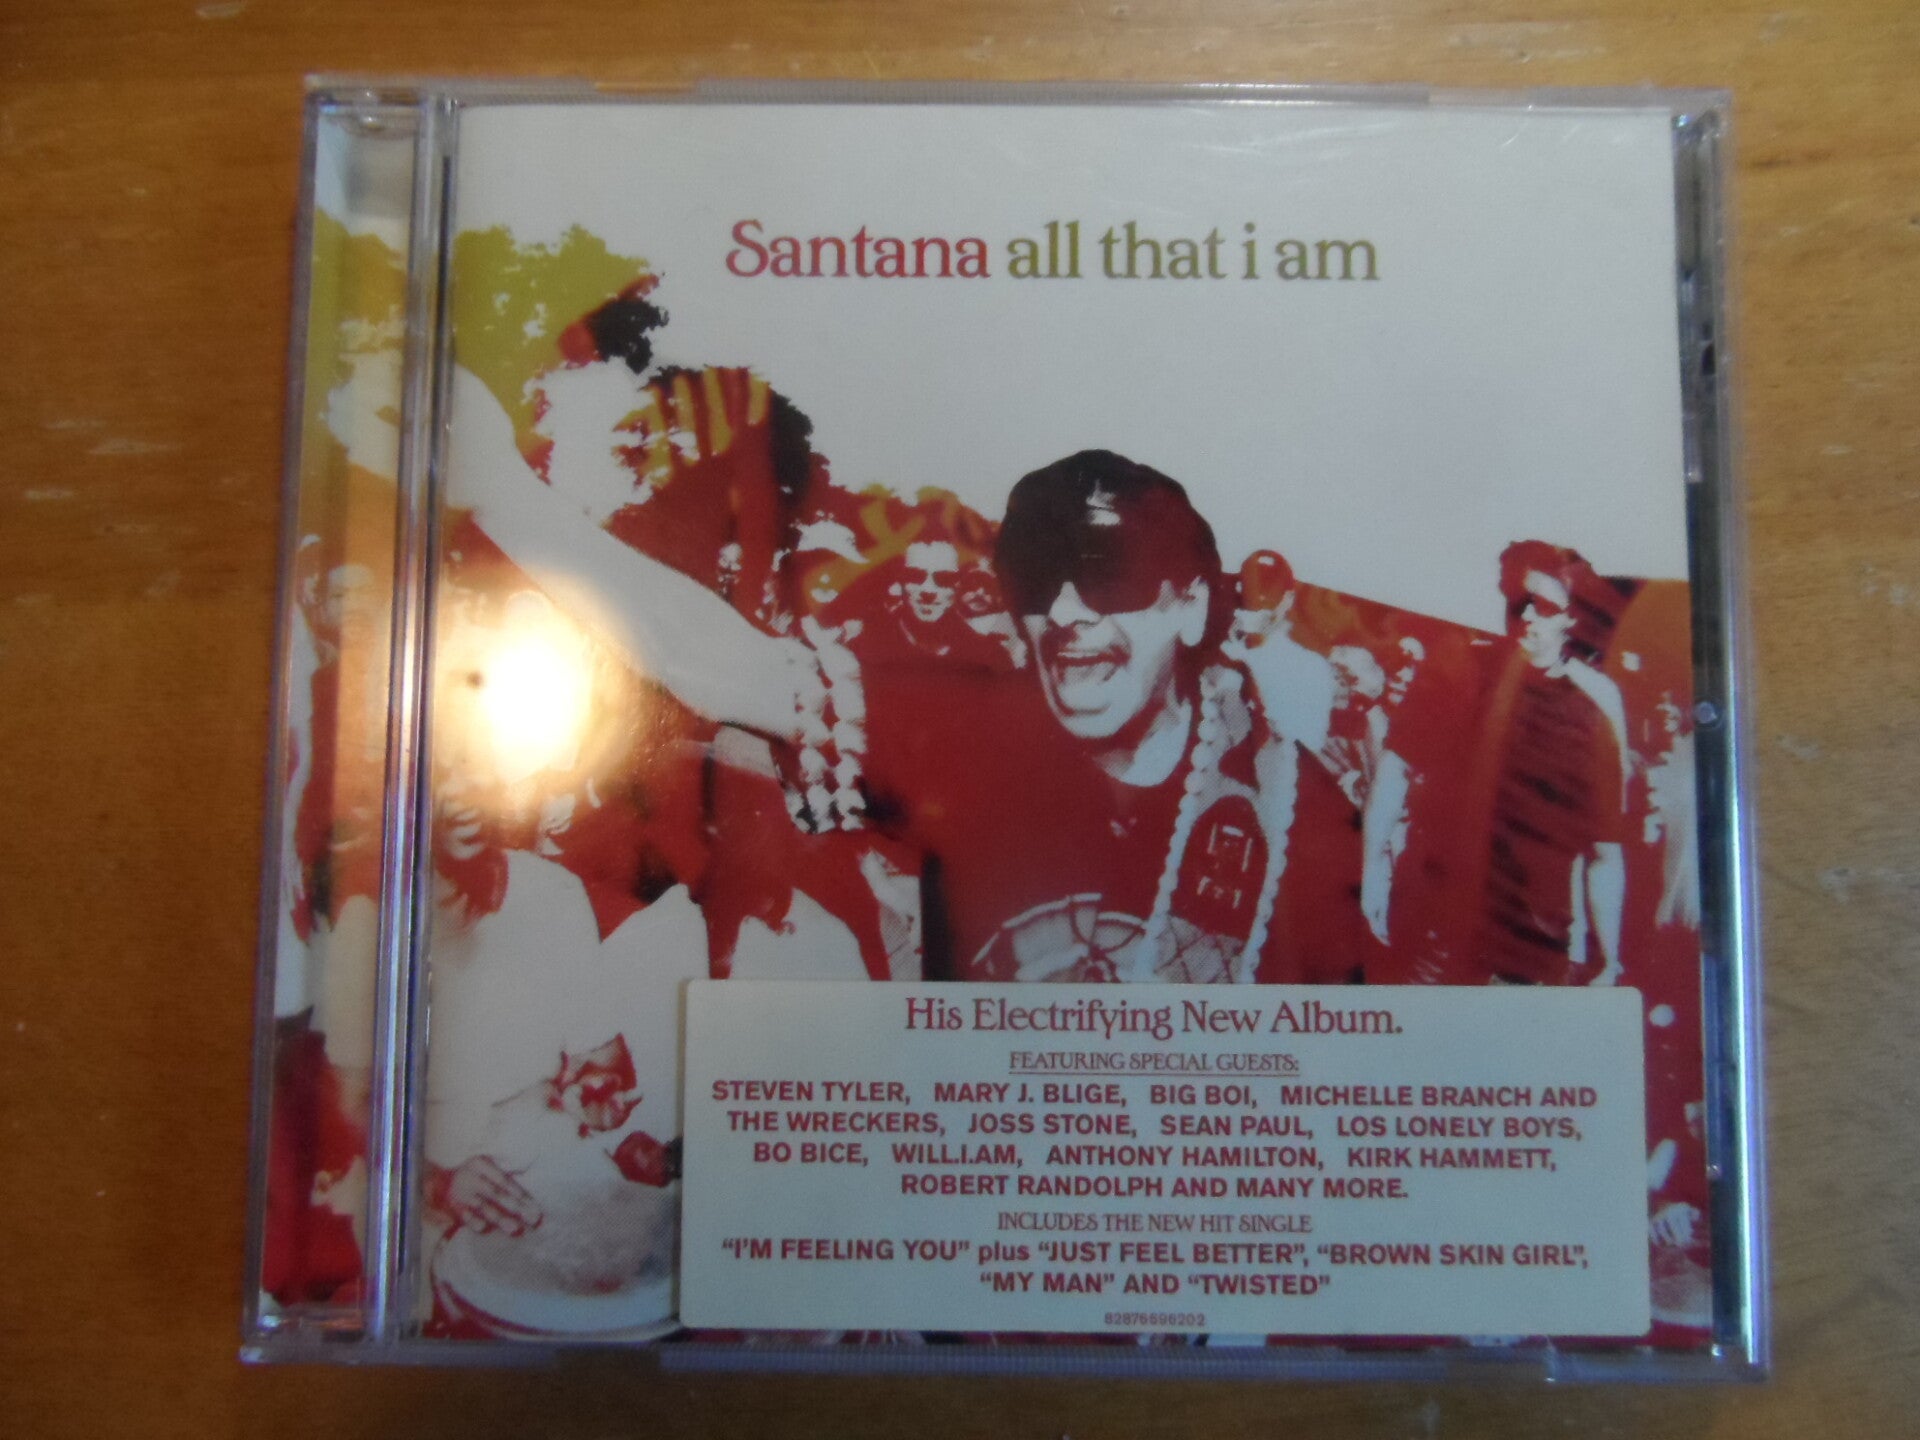 Santana all that i am
His Electrifying New Album.
FEATURING SPECIAL GUESTS:
STEVEN TYLER, MARY J. BLIGE, BIG BOI, MICHELLE BRANCH AND
THE WRECKERS, JOSS STONE, SEAN PAUL, LOS LONELY BOYS,
BO BICE, WILL.I.AM, ANTHONY HAMILTON, KIRK HAMMETT,
ROBERT RANDOLPH AND MANY MORE.
INCLUDES THE NEW HIT SINGLE
“I’M FEELING YOU” plus “JUST FEEL BETTER”, “BROWN SKIN GIRL”,
“MY MAN” AND “TWISTED”
82876696202